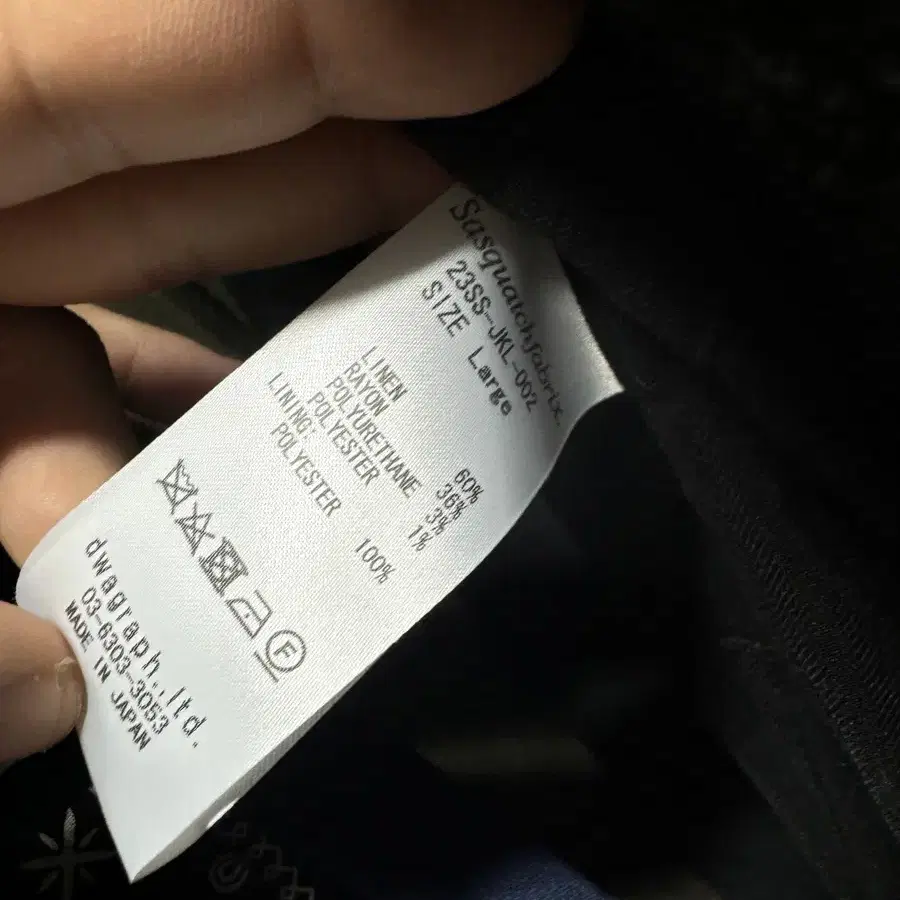 Sasquatchfabrix.
23SS-JKL-002
SIZE Large
LINEN 60%
RAYON 36%
POLYURETHANE 3%
POLYESTER 1%
LINING:
POLYESTER 100%
F
dwagraph.,ltd.
03-6303-3053
MADE IN JAPAN